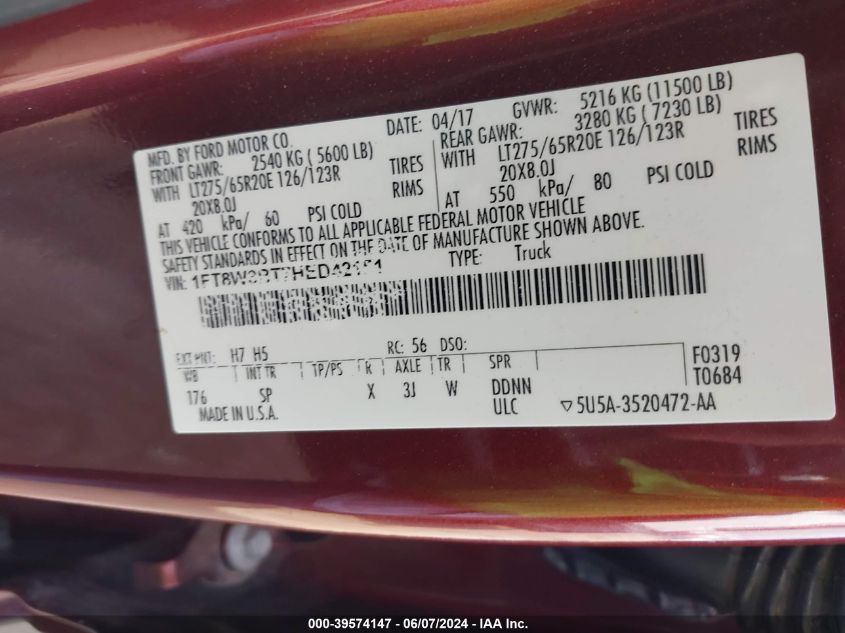 MFD. BY FORD MOTOR CO.
DATE: 04/17 GVWR: 5216 KG (11500 LB)
FRONT GAWR: 2540 KG ( 5600 LB) REAR GAWR: 3280 KG ( 7230 LB)
WITH LT275/65R20E 126/123R TIRES WITH LT275/65R20E 126/123R TIRES
20X8.0J RIMS 20X8.0J RIMS
AT 420 kPa/ 60 PSI COLD AT 550 kPa/ 80 PSI COLD
THIS VEHICLE CONFORMS TO ALL APPLICABLE FEDERAL MOTOR VEHICLE
SAFETY STANDARDS IN EFFECT ON THE DATE OF MANUFACTURE SHOWN ABOVE.
VIN: TYPE: Truck
EXT PNT: H7 H5 RC: 56 DSO:
WB INT TR TP/PS R AXLE TR SPR F0319
176 SP X 3J W DDNN T0684
MADE IN U.S.A. ULC 5U5A-3520472-AA
000-39574147 - 06/07/2024 - IAA Inc.